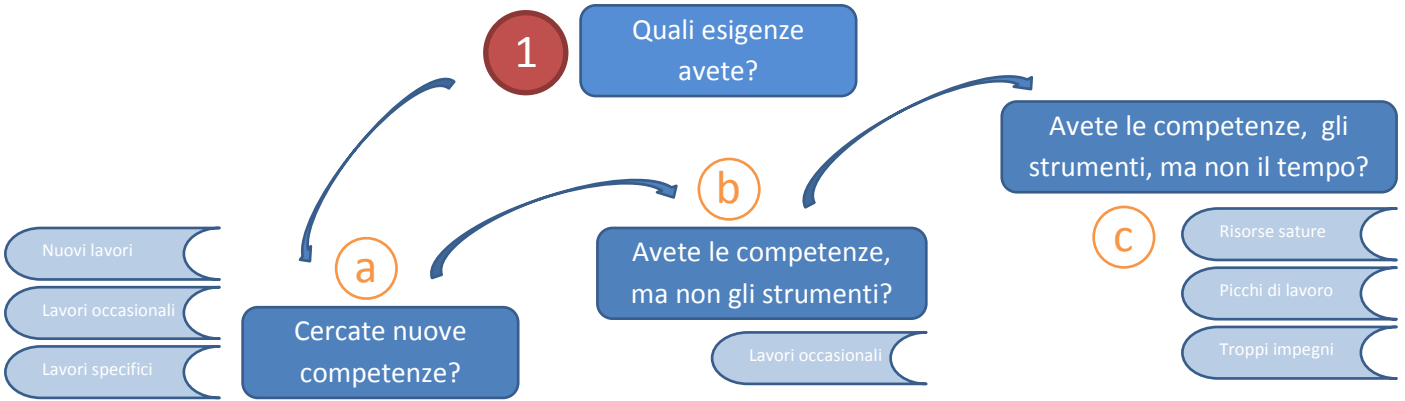 1
Quali esigenze
avete?
a
Cercate nuove
competenze?
Nuovi lavori
Lavori occasionali
Lavori specifici
b
Avete le competenze,
ma non gli strumenti?
Lavori occasionali
Avete le competenze, gli
strumenti, ma non il tempo?
c
Risorse sature
Picchi di lavoro
Troppi impegni